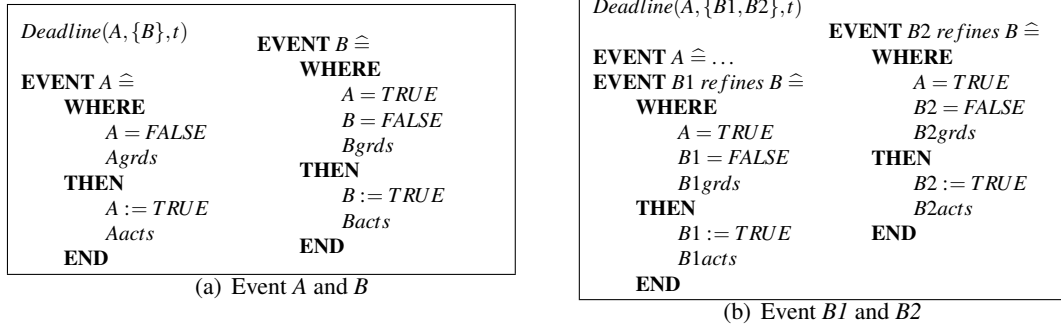 Deadline(A,{B},t)
EVENT A ≙
WHERE
A = FALSE
Agrds
THEN
A := TRUE
Aacts
END
EVENT B ≙
WHERE
A = TRUE
B = FALSE
Bgrds
THEN
B := TRUE
Bacts
END
(a) Event A and B
Deadline(A,{B1,B2},t)
EVENT A ≙ ...
EVENT B1 refines B ≙
WHERE
A = TRUE
B1 = FALSE
B1grds
THEN
B1 := TRUE
B1acts
END
EVENT B2 refines B ≙
WHERE
A = TRUE
B2 = FALSE
B2grds
THEN
B2 := TRUE
B2acts
END
(b) Event B1 and B2